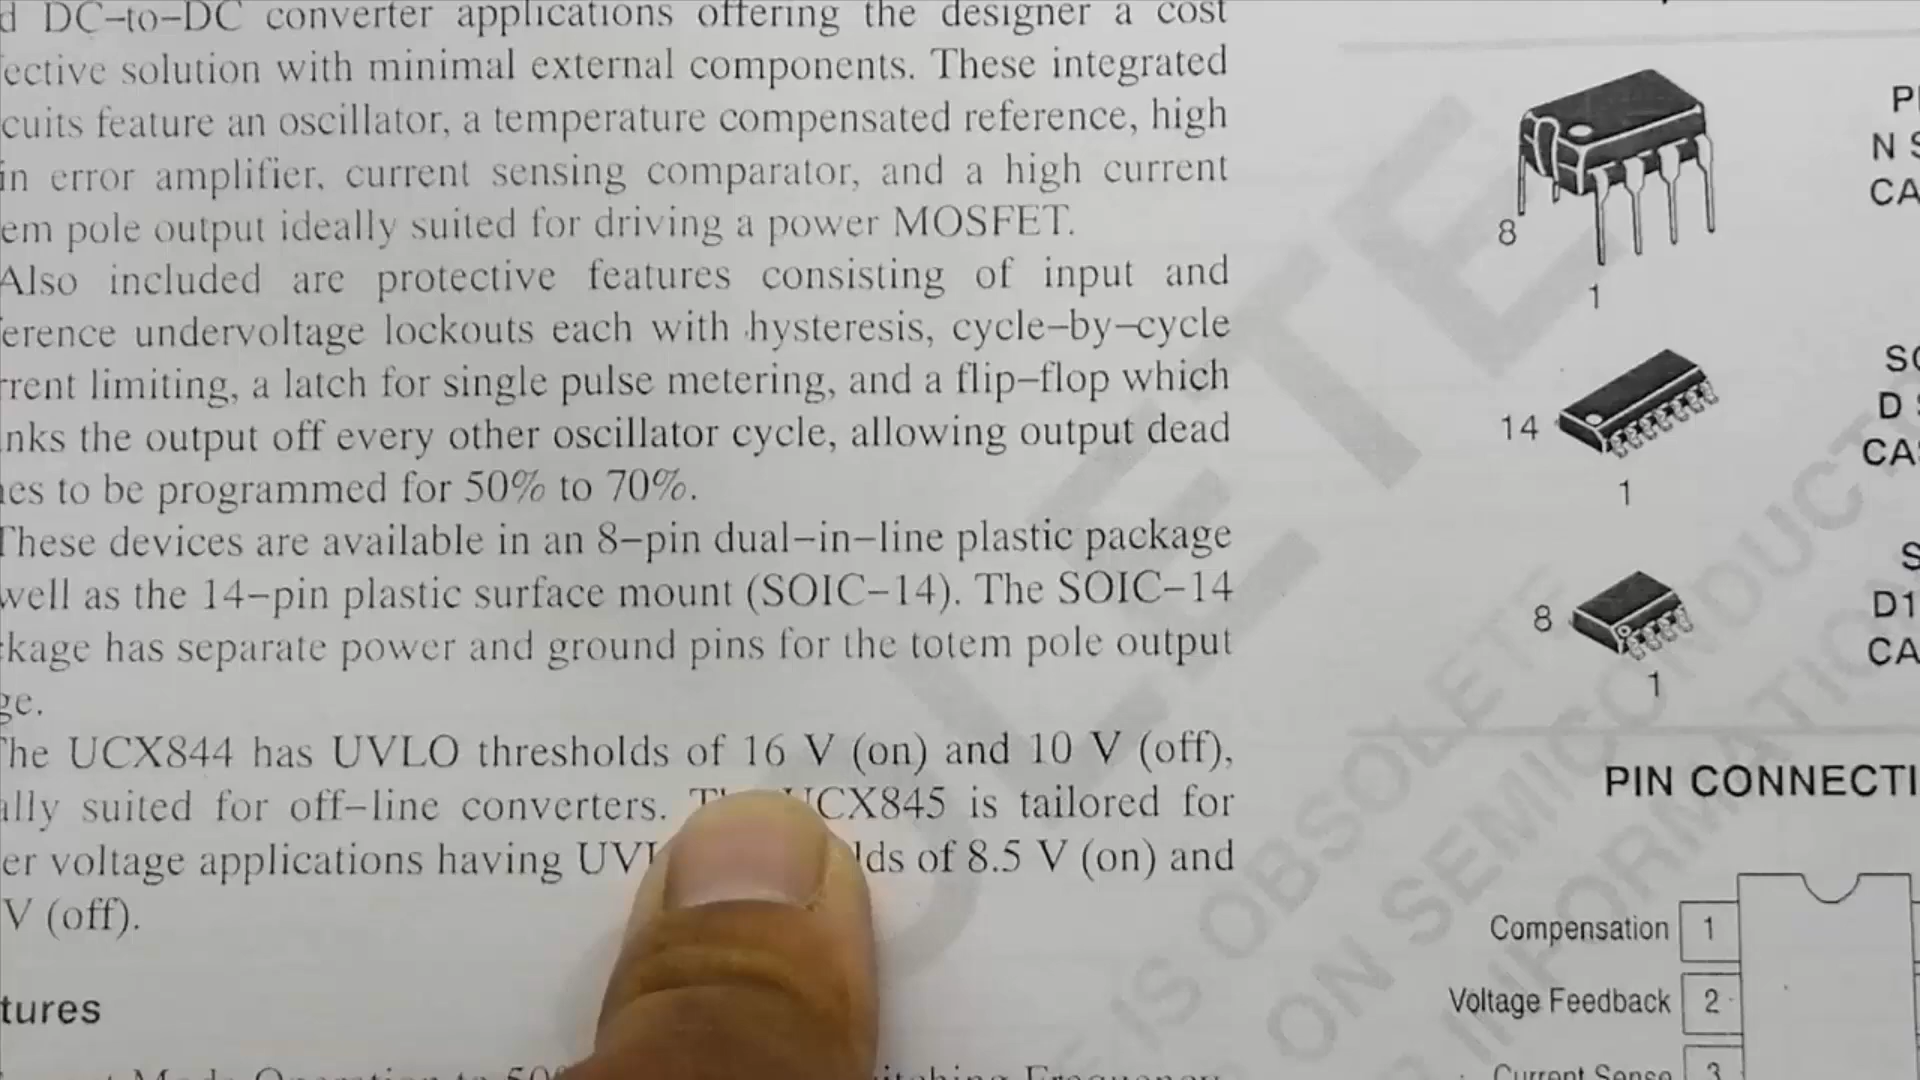 DC–to–DC converter applications offering the designer a cost
ective solution with minimal external components. These integrated
cuits feature an oscillator, a temperature compensated reference, high
in error amplifier, current sensing comparator, and a high current
em pole output ideally suited for driving a power MOSFET.
Also included are protective features consisting of input and
erence undervoltage lockouts each with hysteresis, cycle–by–cycle
rrent limiting, a latch for single pulse metering, and a flip–flop which
nks the output off every other oscillator cycle, allowing output dead
es to be programmed for 50% to 70%.
These devices are available in an 8–pin dual–in–line plastic package
well as the 14–pin plastic surface mount (SOIC–14). The SOIC–14
kage has separate power and ground pins for the totem pole output
ge.
The UCX844 has UVLO thresholds of 16 V (on) and 10 V (off),
ally suited for off–line converters. UCX845 is tailored for
er voltage applications having lds of 8.5 V (on) and
V (off).
tures
8
1
N
CA
14
1
D
CA
8
1
D1
CA
PIN CONNECTI
Compensation 1
Voltage Feedback 2
Current Sense 3
IS OBSOLETE
ON SEMICONDUCTO
INFORMATIO